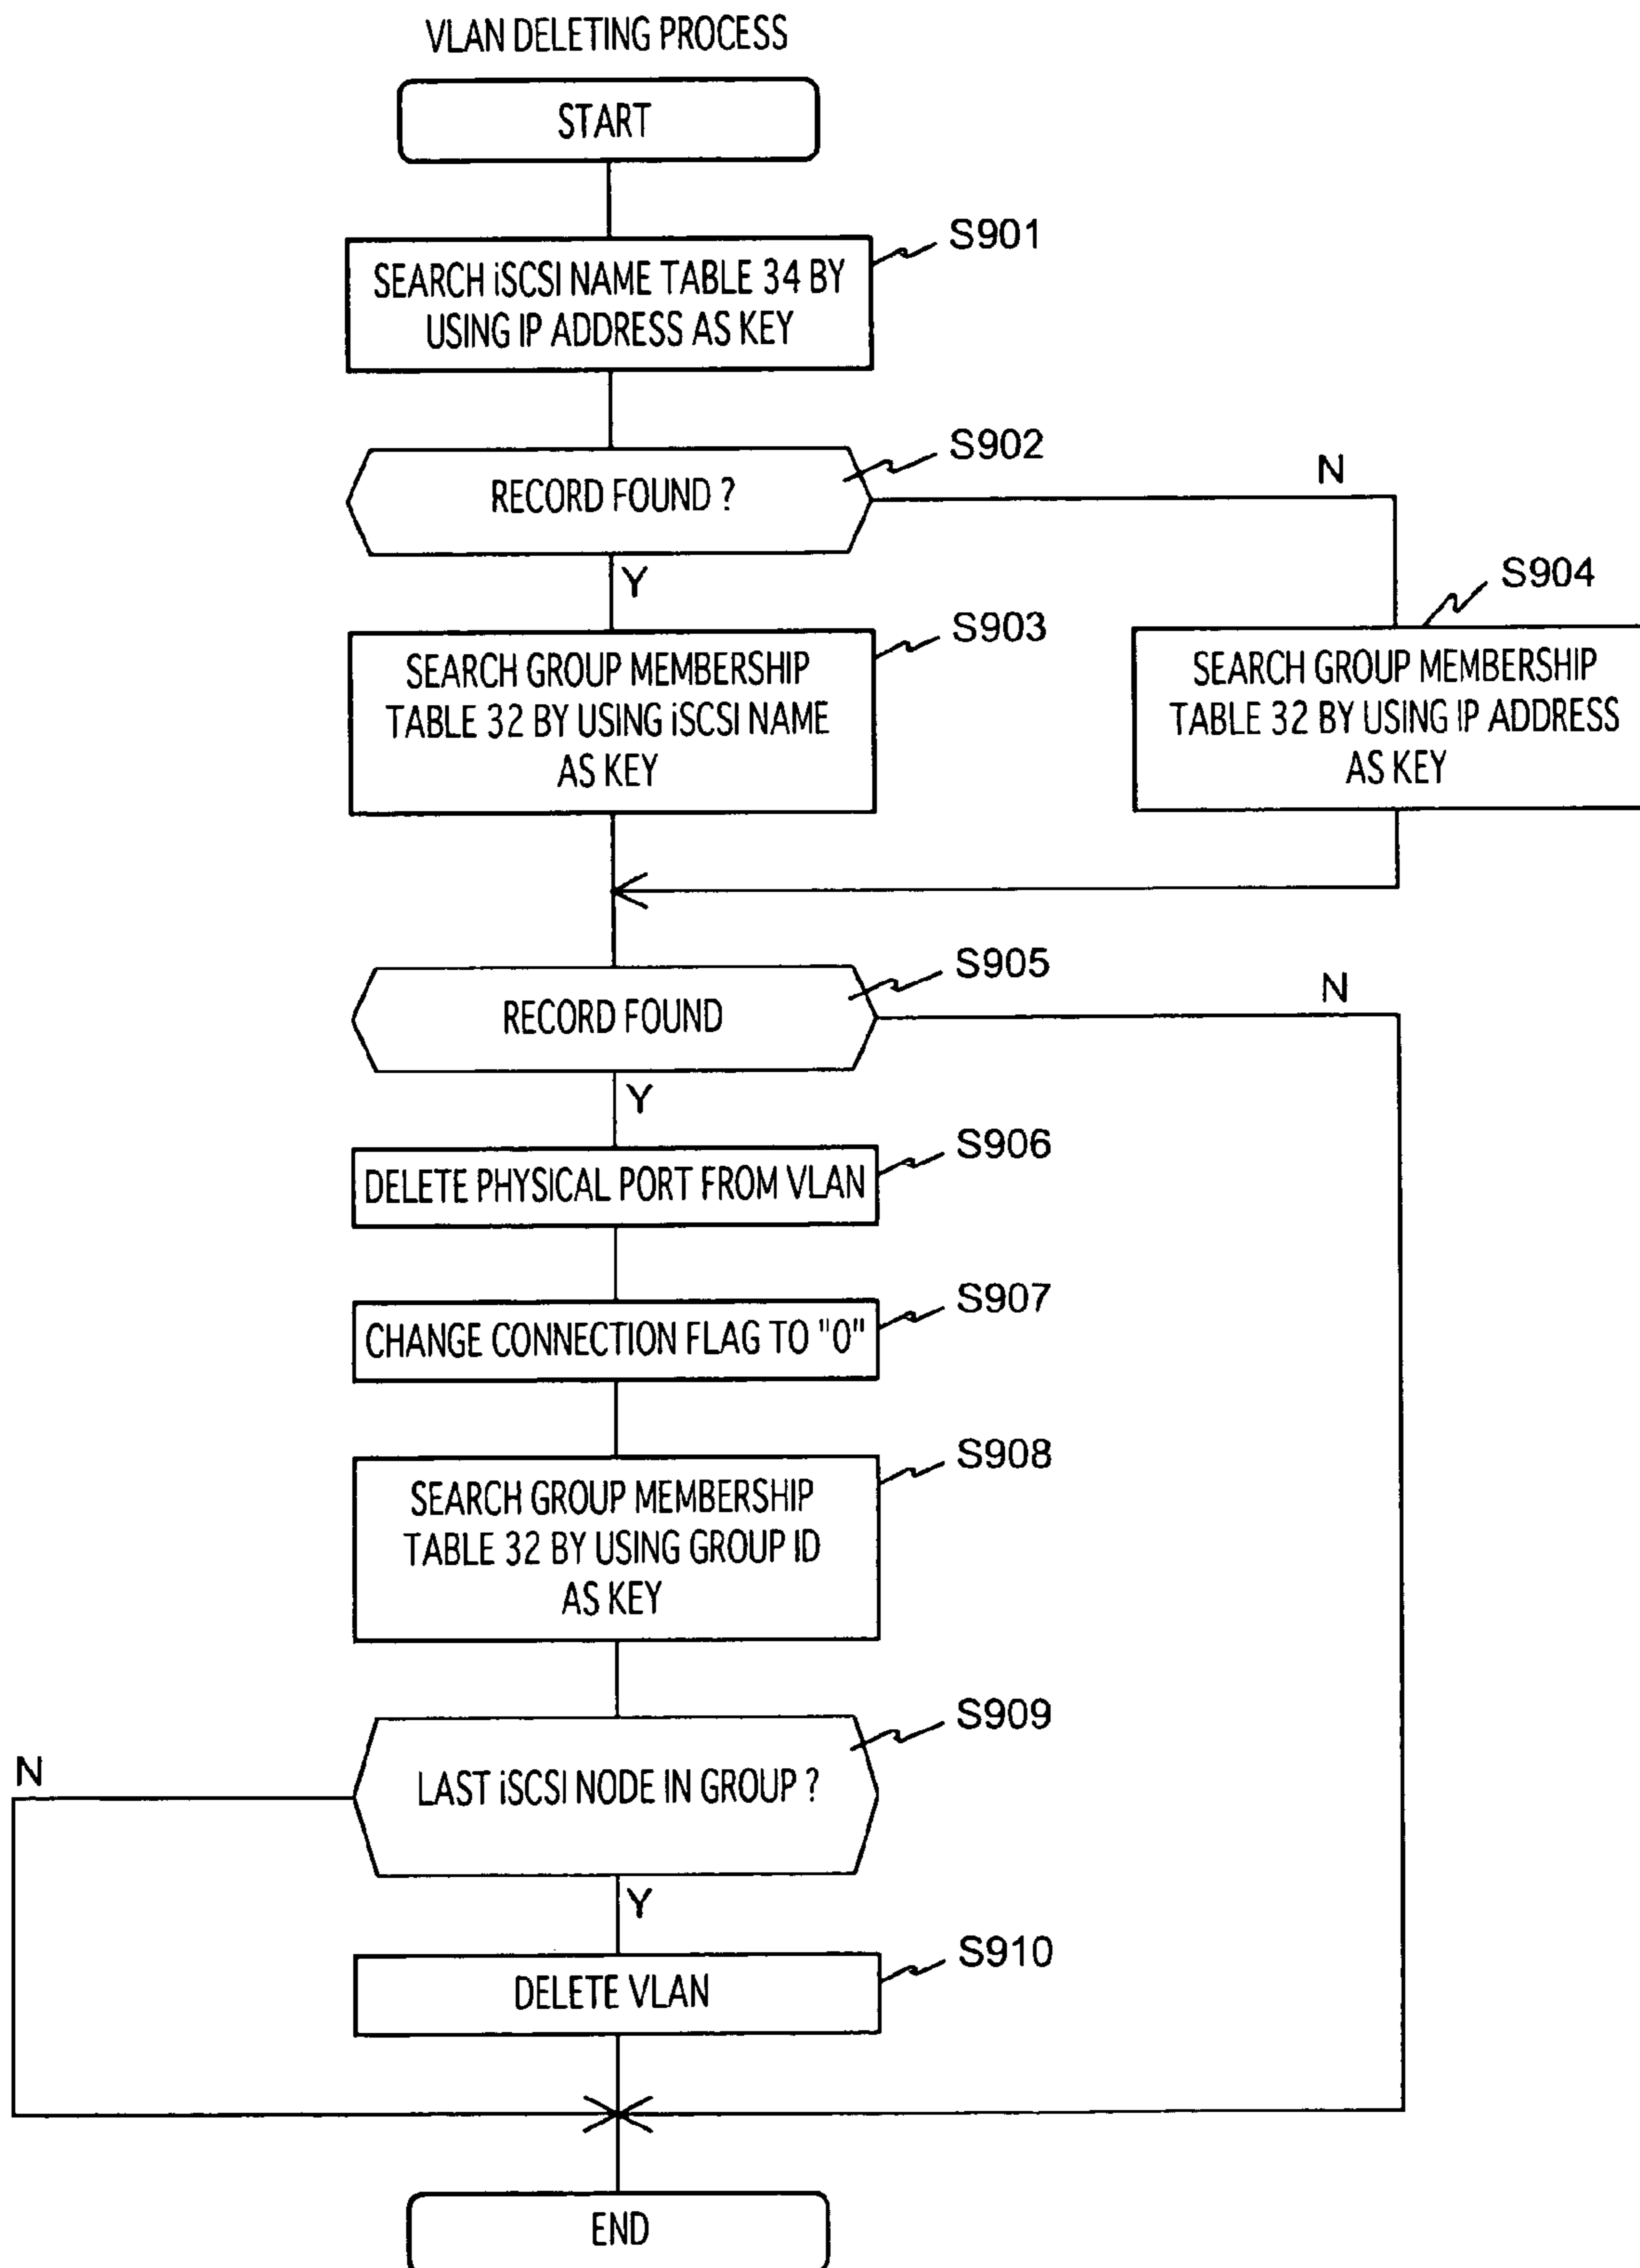 VLAN DELETING PROCESS
START
S901
SEARCH iSCSI NAME TABLE 34 BY
USING IP ADDRESS AS KEY
S902
RECORD FOUND ?
N
Y
S903
SEARCH GROUP MEMBERSHIP
TABLE 32 BY USING iSCSI NAME
AS KEY
S904
SEARCH GROUP MEMBERSHIP
TABLE 32 BY USING IP ADDRESS
AS KEY
S905
RECORD FOUND
N
Y
S906
DELETE PHYSICAL PORT FROM VLAN
S907
CHANGE CONNECTION FLAG TO "0"
S908
SEARCH GROUP MEMBERSHIP
TABLE 32 BY USING GROUP ID
AS KEY
S909
LAST iSCSI NODE IN GROUP ?
N
Y
S910
DELETE VLAN
END